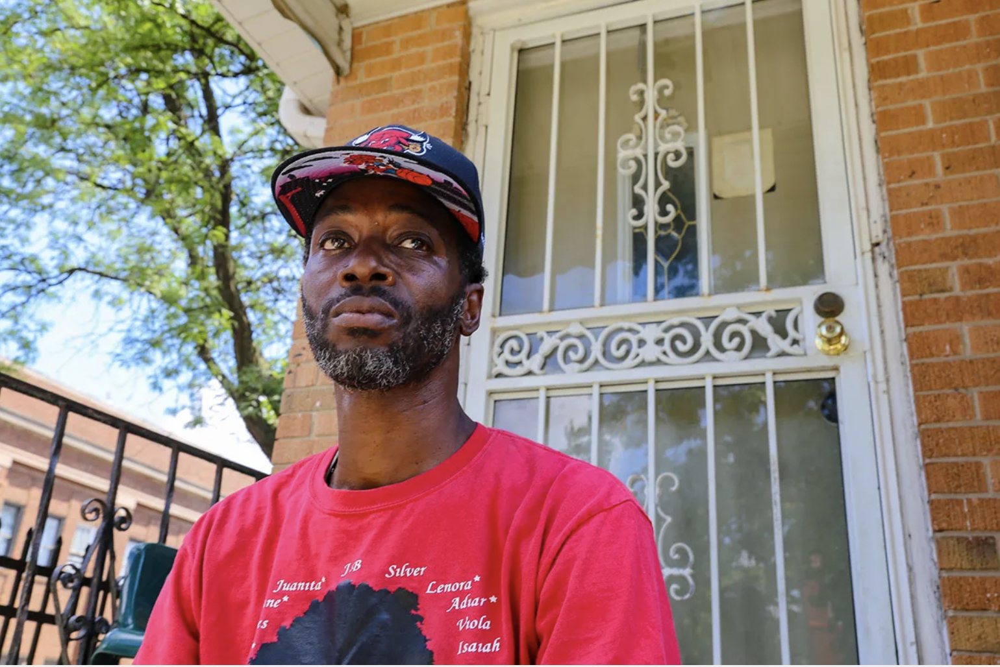 J.B
Silver
Juanita*
Lenora*
ne*
Adiar*
Viola
Isaiah